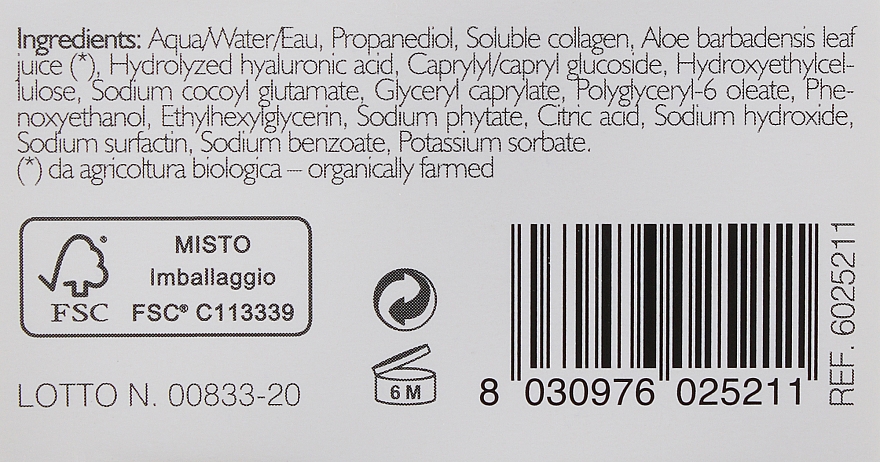 Ingredients: Aqua/Water/Eau, Propanediol, Soluble collagen, Aloe barbadensis leaf
juice (*), Hydrolyzed hyaluronic acid, Caprylyl/capryl glucoside, Hydroxyethylcel-
lulose, Sodium cocoyl glutamate, Glyceryl caprylate, Polyglyceryl-6 oleate, Phe-
noxyethanol, Ethylhexylglycerin, Sodium phytate, Citric acid, Sodium hydroxide,
Sodium surfactin, Sodium benzoate, Potassium sorbate.
(*) da agricoltura biologica – organically farmed
MISTO
Imballaggio
FSC® C113339
FSC
LOTTO N. 00833-20
6 M
8 030976 025211
REF. 6025211